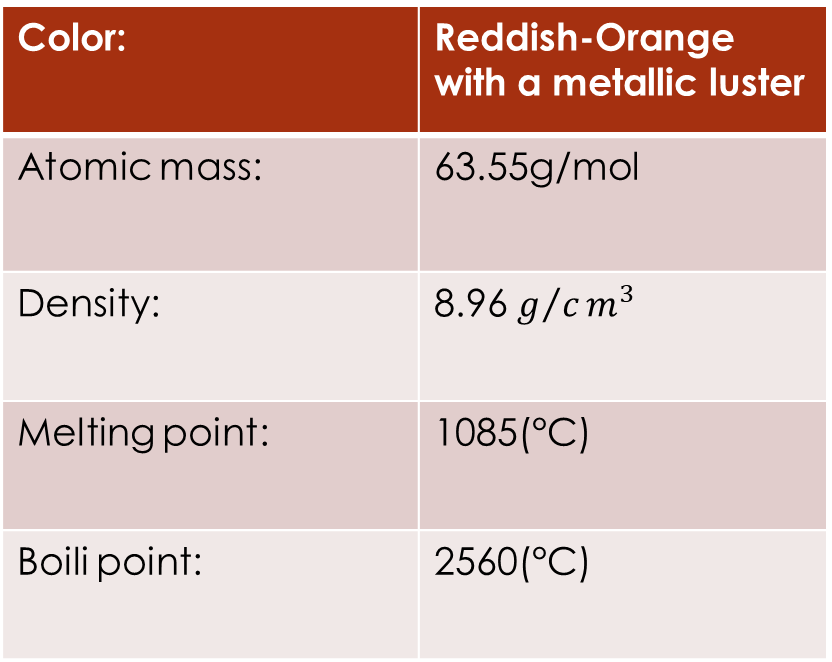 Color:
Reddish-Orange
with a metallic luster
Atomic mass:
63.55g/mol
Density:
8.96 g/cm³
Melting point:
1085(°C)
Boili point:
2560(°C)